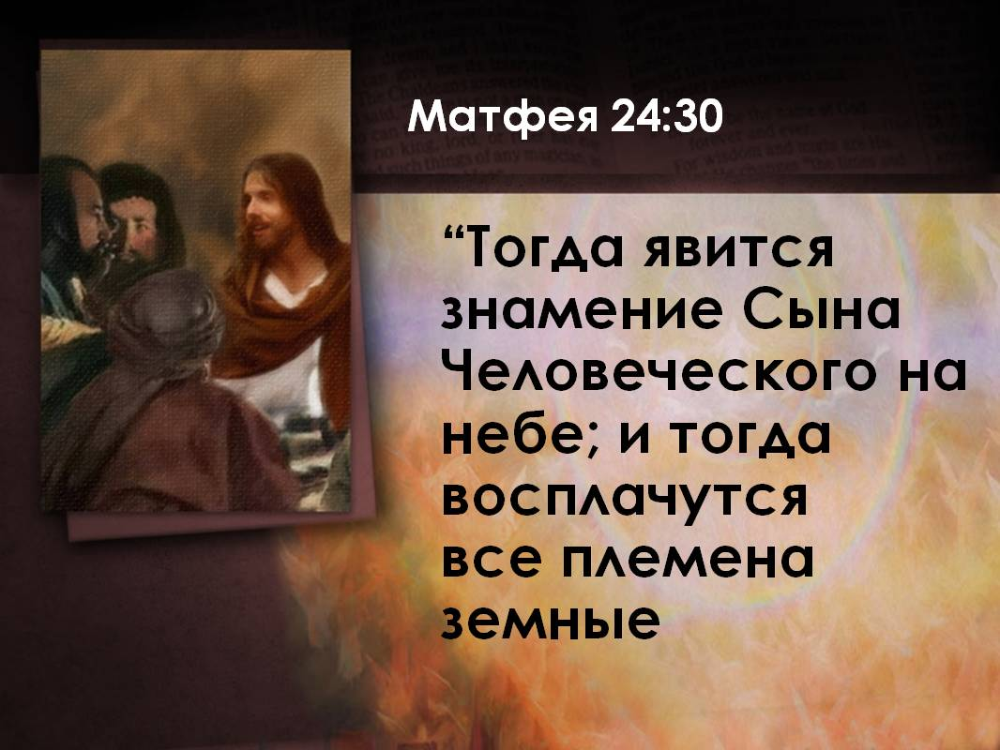 Матфея 24:30
“Тогда явится
знамение Сына
Человеческого на
небе; и тогда
восплачутся
все племена
земные